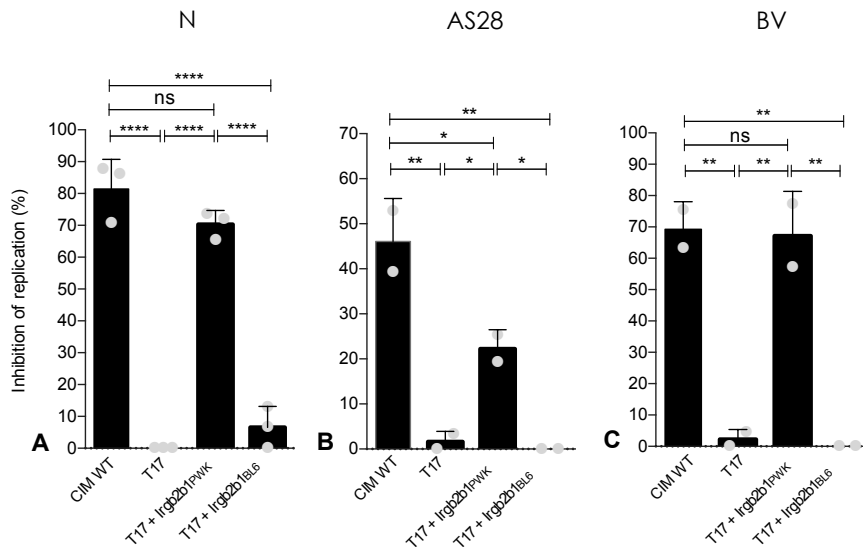 N
AS28
BV
****
ns
**** **** ****
**
*
** * *
**
ns
** ** **
Inhibition of replication (%)
100
90
80
70
60
50
40
30
20
10
0
70
60
50
40
30
20
10
0
100
90
80
70
60
50
40
30
20
10
0
A
B
C
CIM WT
T17
T17 + Irgb2b1PWK
T17 + Irgb2b1BL6
CIM WT
T17
T17 + Irgb2b1PWK
T17 + Irgb2b1BL6
CIM WT
T17
T17 + Irgb2b1PWK
T17 + Irgb2b1BL6